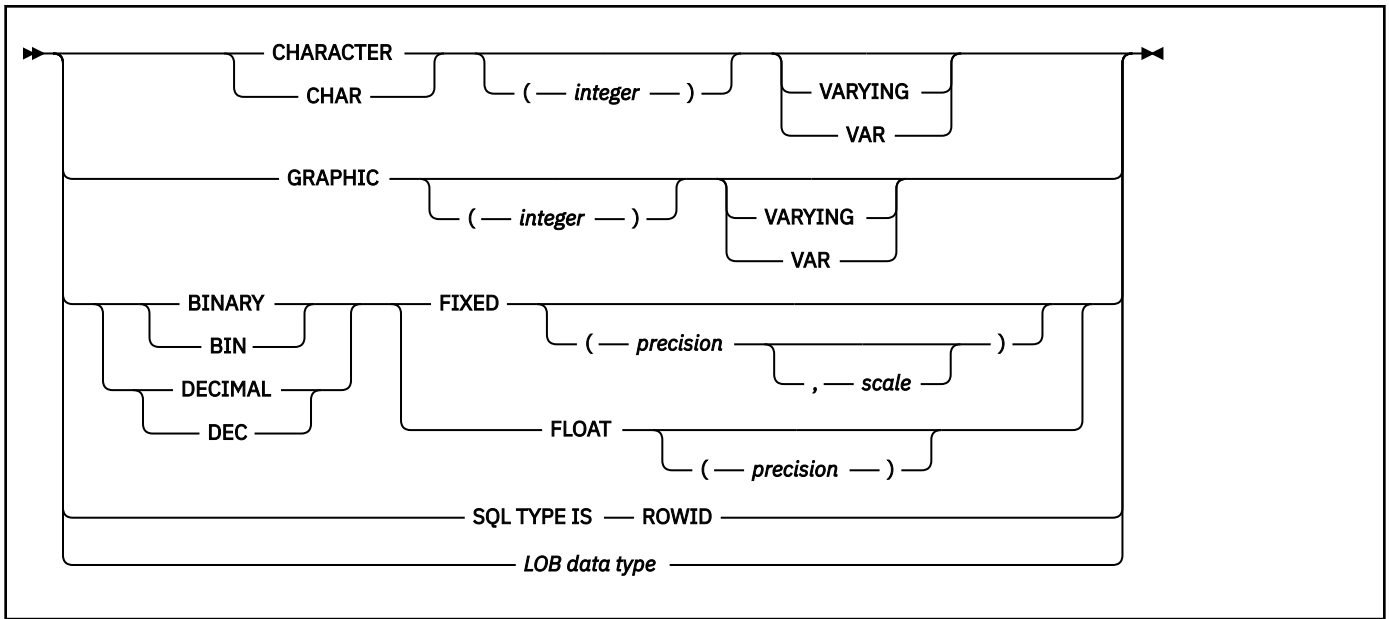 CHARACTER
CHAR
( integer )
VARYING
VAR
GRAPHIC
( integer )
VARYING
VAR
BINARY
BIN
DECIMAL
DEC
FIXED
( precision
, scale
)
FLOAT
( precision )
SQL TYPE IS ROWID
LOB data type